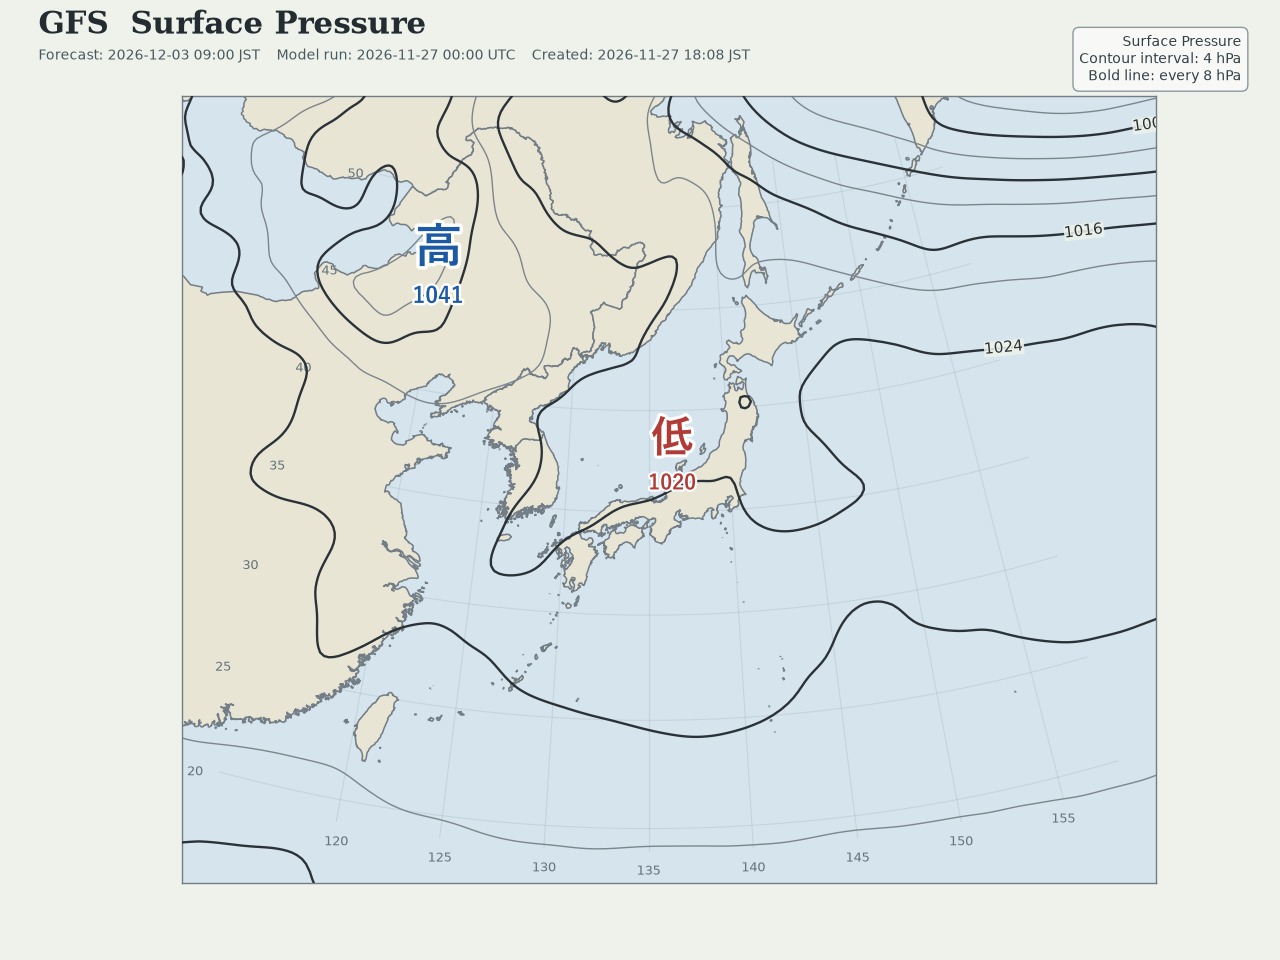 GFS  Surface Pressure
Forecast: 2026-12-03 09:00 JST    Model run: 2026-11-27 00:00 UTC    Created: 2026-11-27 18:08 JST
Surface Pressure
Contour interval: 4 hPa
Bold line: every 8 hPa
100
50
1016
高
45
1041
1024
40
低
35
1020
30
25
20
120
125
130
135
140
145
150
155